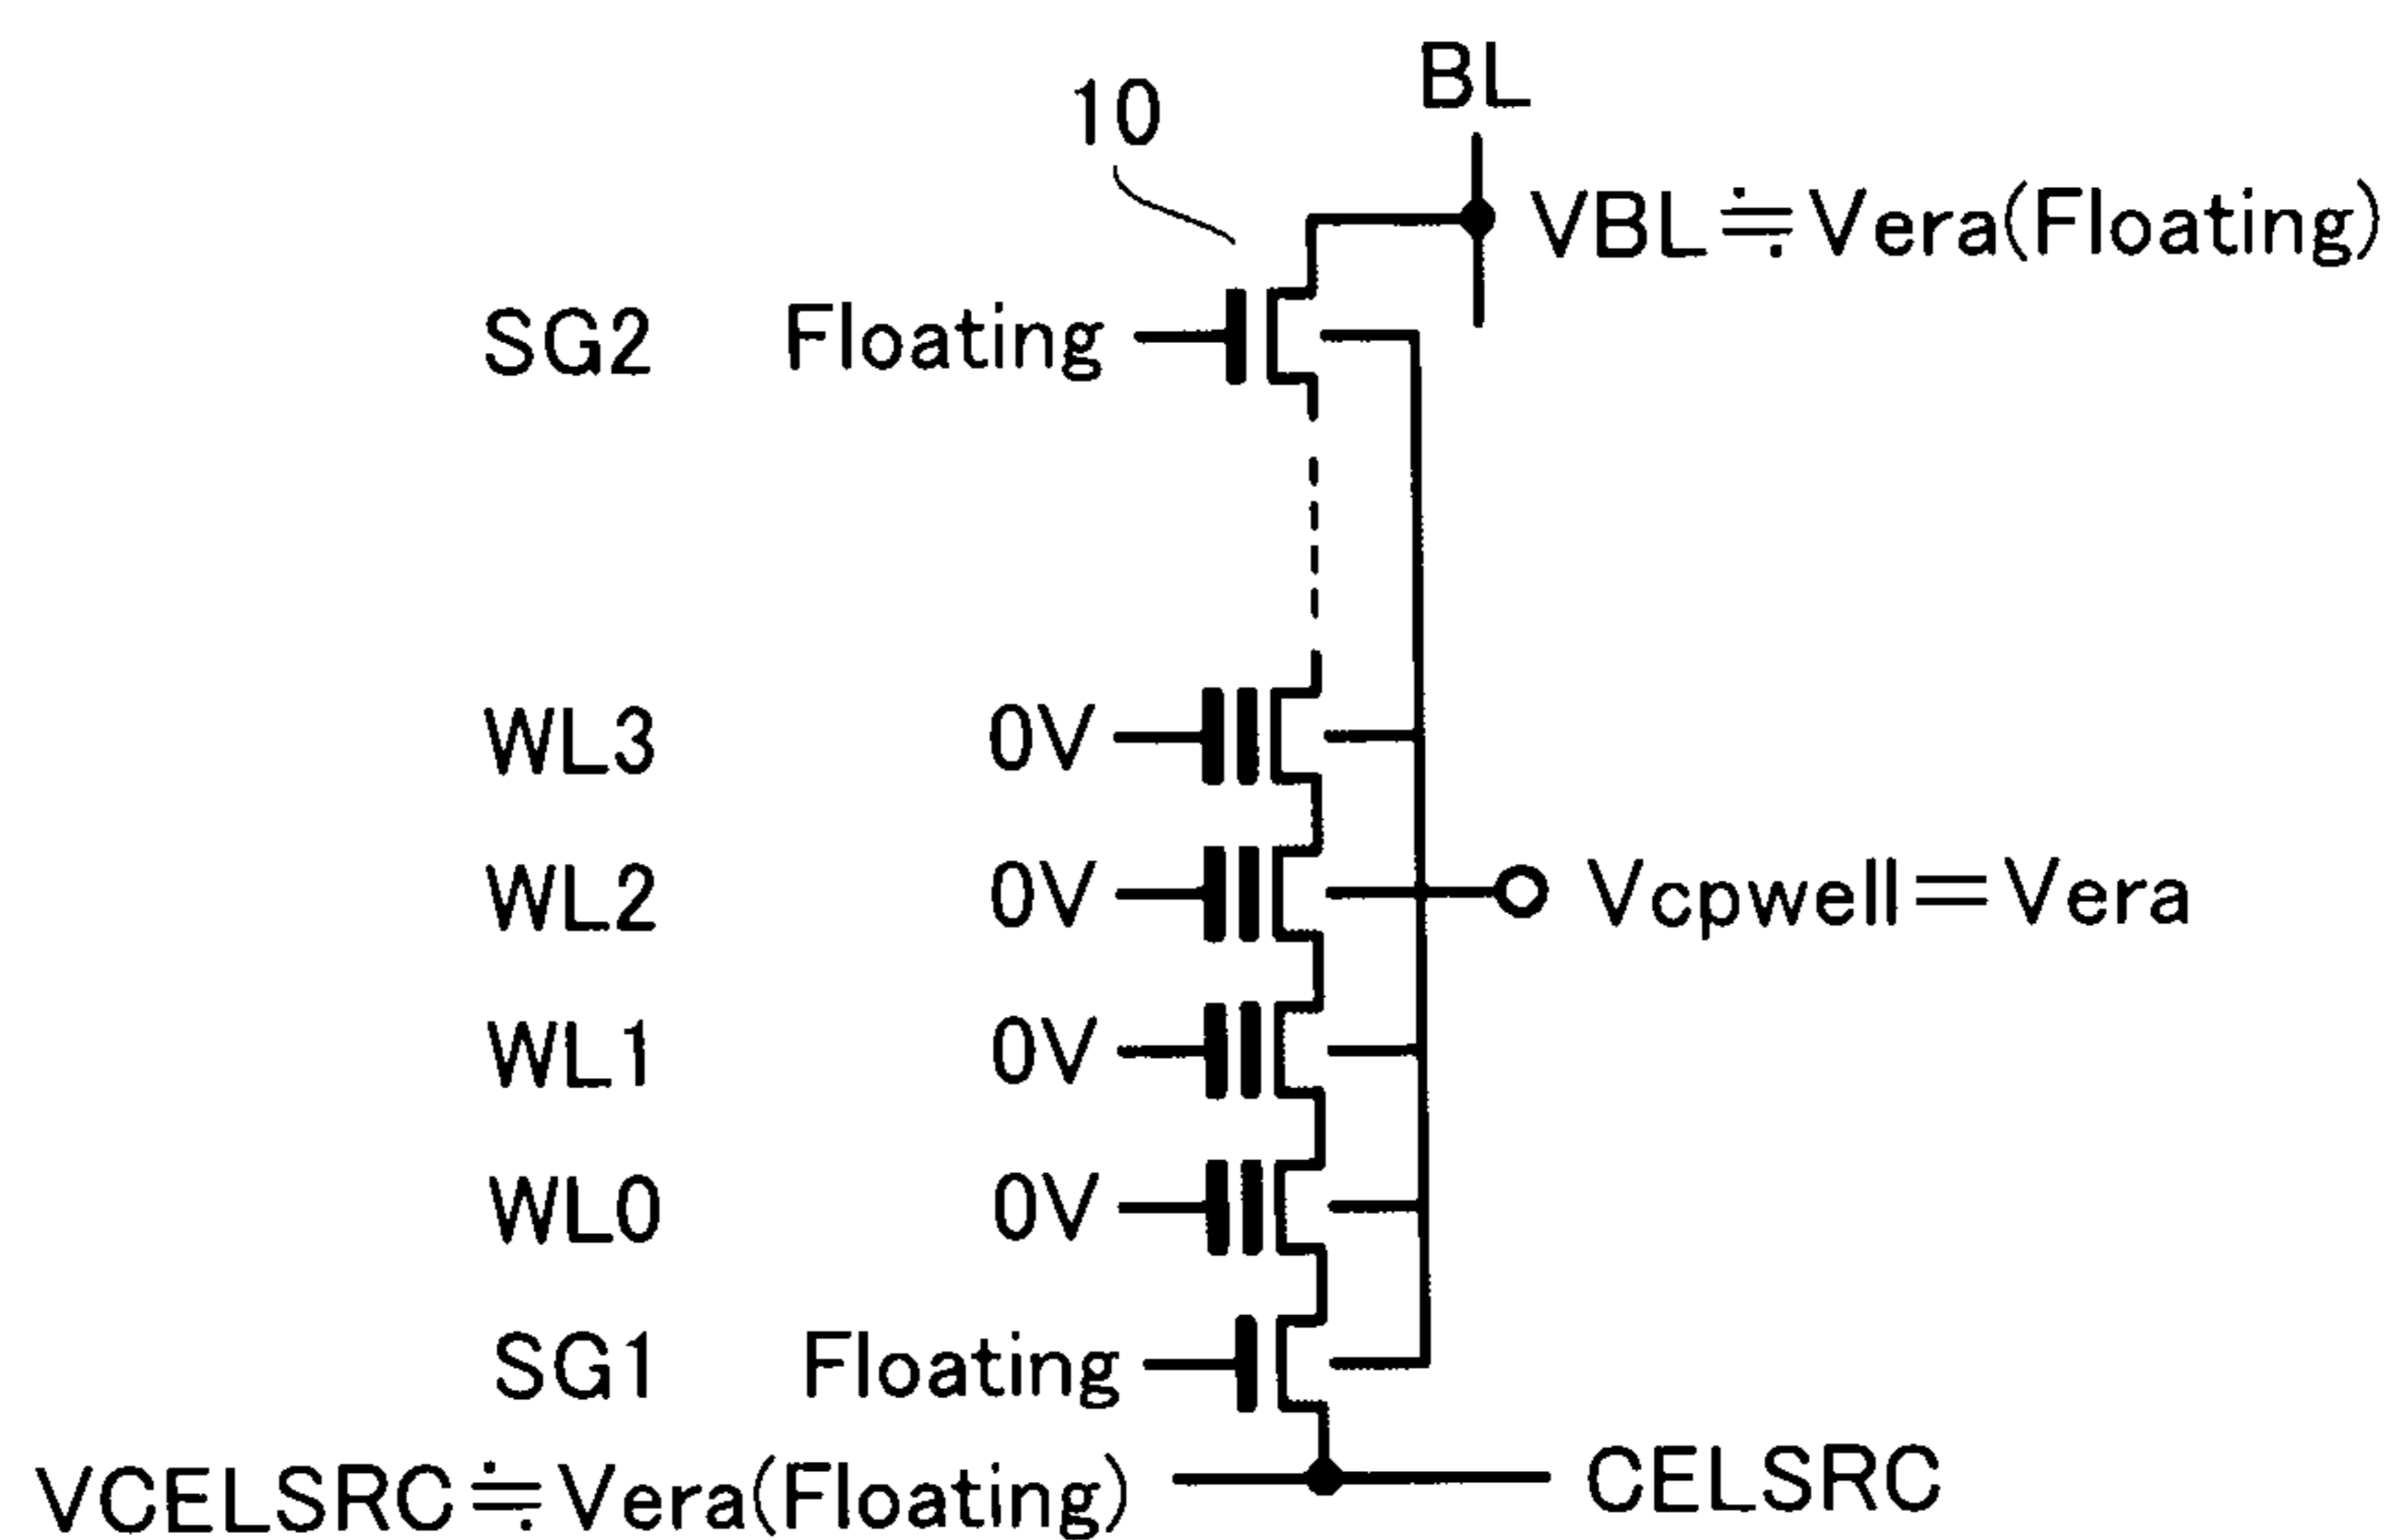 BL
10
VBL≒Vera(Floating)
SG2 Floating
WL3 0V
WL2 0V Vcpwell=Vera
WL1 0V
WL0 0V
SG1 Floating
VCELSRC≒Vera(Floating) CELSRC